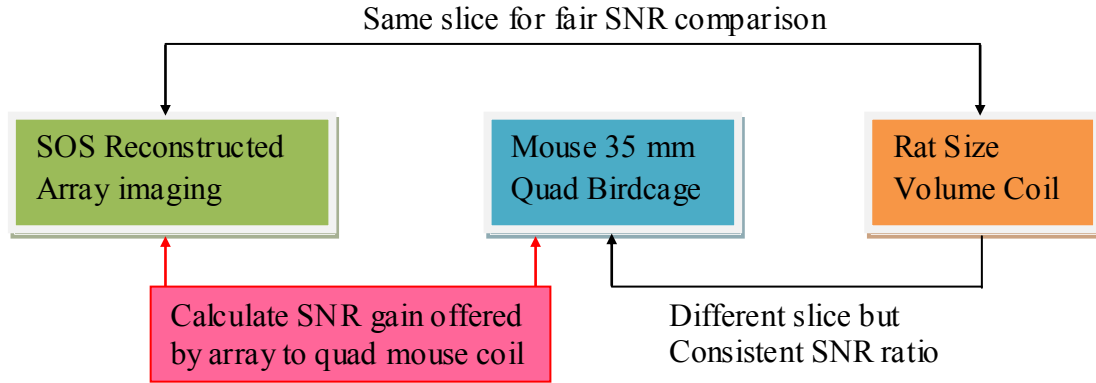 Same slice for fair SNR comparison
SOS Reconstructed
Array imaging
Mouse 35 mm
Quad Birdcage
Rat Size
Volume Coil
Calculate SNR gain offered
by array to quad mouse coil
Different slice but
Consistent SNR ratio